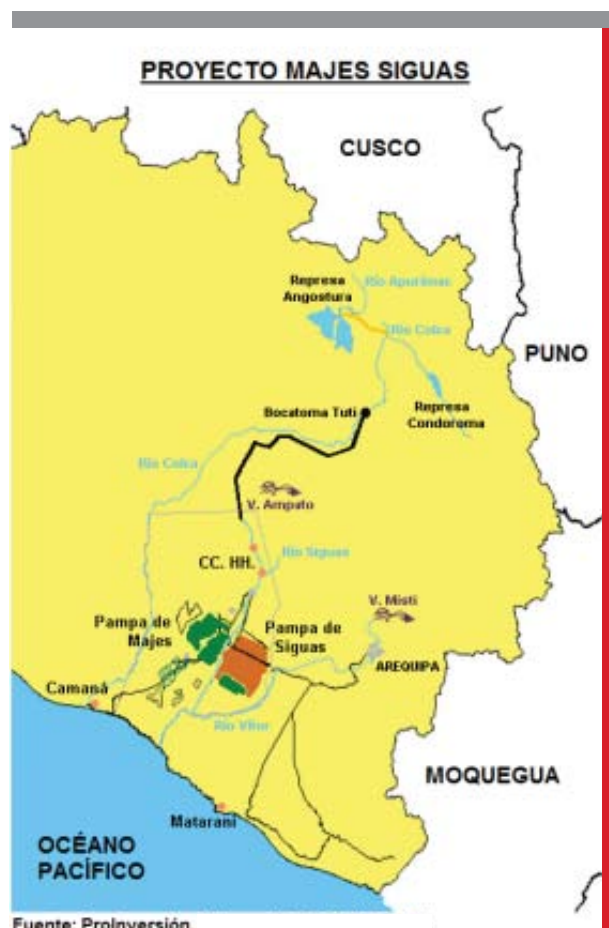 PROYECTO MAJES SIGUAS
CUSCO
Represa
Angostura
Río Apurímac
Río Colca
PUNO
Bocatoma Tuti
Represa
Condoroma
Río Colca
V. Ampato
CC. HH.
Río Siguas
Pampa de
Majes
Pampa de
Siguas
V. Misti
AREQUIPA
Camaná
Río Vitor
MOQUEGUA
Matarani
OCÉANO
PACÍFICO
Fuente: ProInversión